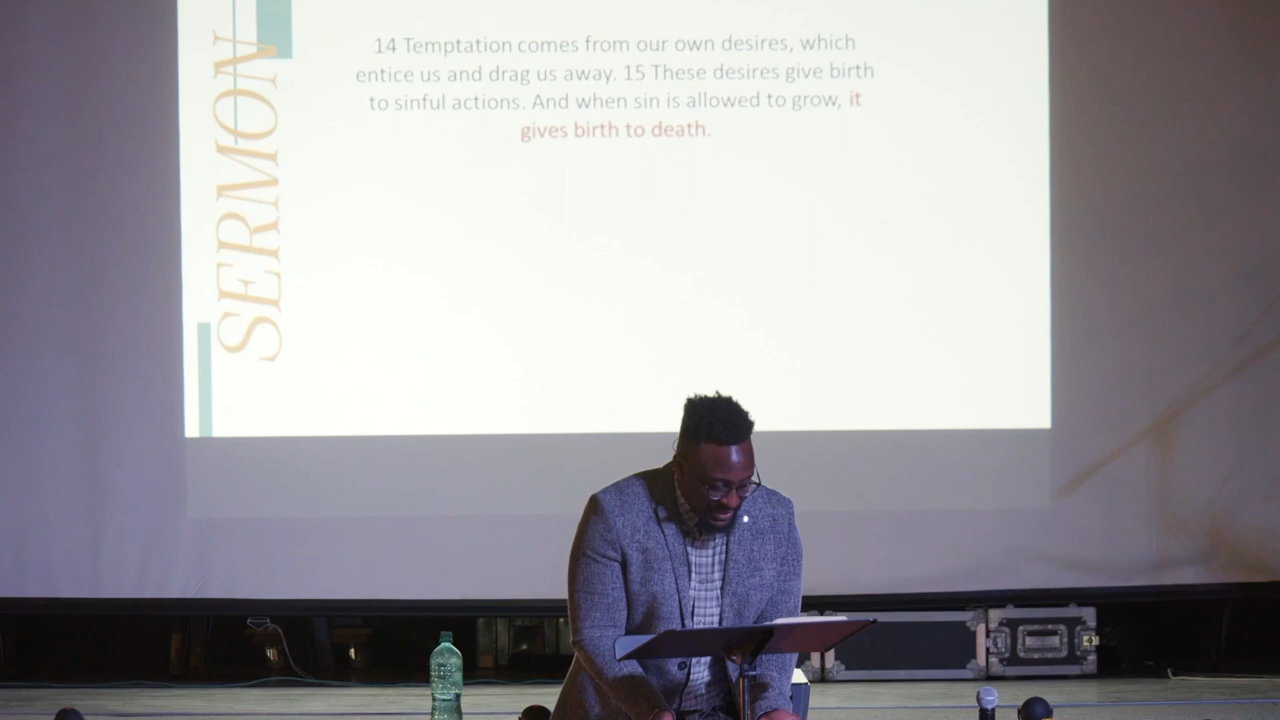 SERMON
14 Temptation comes from our own desires, which
entice us and drag us away. 15 These desires give birth
to sinful actions. And when sin is allowed to grow, it
gives birth to death.